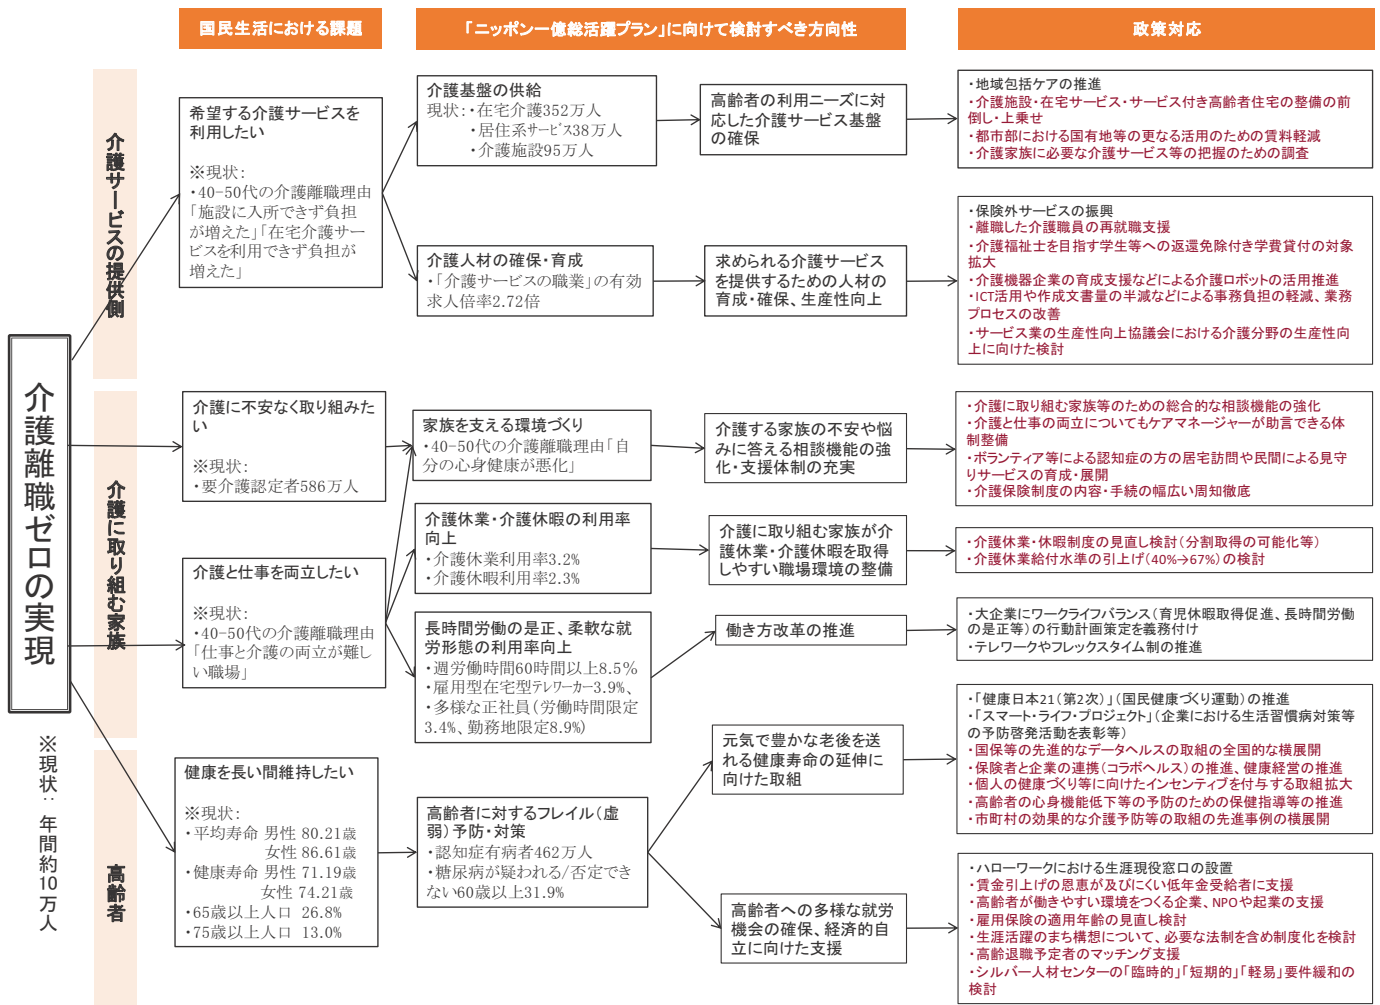 国民生活における課題
「ニッポン一億総活躍プラン」に向けて検討すべき方向性
政策対応
介護離職ゼロの実現
※現状：年間約10万人
介護サービスの提供側
希望する介護サービスを
利用したい
※現状：
・40-50代の介護離職理由
「施設に入所できず負担
が増えた」「在宅介護サー
ビスを利用できず負担が
増えた」
介護基盤の供給
現状：・在宅介護352万人
・居住系サービス38万人
・介護施設95万人
高齢者の利用ニーズに対
応した介護サービス基盤
の確保
・地域包括ケアの推進
・介護施設・在宅サービス・サービス付き高齢者住宅の整備の前
倒し・上乗せ
・都市部における国有地等の更なる活用のための賃料軽減
・介護家族に必要な介護サービス等の把握のための調査
介護人材の確保・育成
・「介護サービスの職業」の有効
求人倍率2.72倍
求められる介護サービス
を提供するための人材の
育成・確保、生産性向上
・保険外サービスの振興
・離職した介護職員の再就職支援
・介護福祉士を目指す学生等への返還免除付き学費貸付の対象
拡大
・介護機器企業の育成支援などによる介護ロボットの活用推進
・ICT活用や作成文書量の半減などによる事務負担の軽減、業務
プロセスの改善
・サービス業の生産性向上協議会における介護分野の生産性向
上に向けた検討
介護に取り組む家族
介護に不安なく取り組みた
い
※現状：
・要介護認定者586万人
家族を支える環境づくり
・40-50代の介護離職理由「自
分の心身健康が悪化」
介護する家族の不安や悩
みに答える相談機能の強
化・支援体制の充実
・介護に取り組む家族等のための総合的な相談機能の強化
・介護と仕事の両立についてもケアマネージャーが助言できる体
制整備
・ボランティア等による認知症の方の居宅訪問や民間による見守
りサービスの育成・展開
・介護保険制度の内容・手続の幅広い周知徹底
介護と仕事を両立したい
※現状：
・40-50代の介護離職理由
「仕事と介護の両立が難し
い職場」
介護休業・介護休暇の利用率
向上
・介護休業利用率3.2%
・介護休暇利用率2.3%
介護に取り組む家族が介
護休業・介護休暇を取得
しやすい職場環境の整備
・介護休業・休暇制度の見直し検討（分割取得の可能化等）
・介護休業給付水準の引上げ（40%→67%）の検討
長時間労働の是正、柔軟な就
労形態の利用率向上
・週労働時間60時間以上8.5%
・雇用型在宅型テレワーカー3.9%、
・多様な正社員（労働時間限定
3.4%、勤務地限定8.9%）
働き方改革の推進
・大企業にワークライフバランス（育児休暇取得促進、長時間労働
の是正等）の行動計画策定を義務付け
・テレワークやフレックスタイム制の推進
高齢者
健康を長い間維持したい
※現状：
・平均寿命 男性 80.21歳
女性 86.61歳
・健康寿命 男性 71.19歳
女性 74.21歳
・65歳以上人口 26.8%
・75歳以上人口 13.0%
高齢者に対するフレイル（虚
弱）予防・対策
・認知症有病者462万人
・糖尿病が疑われる/否定でき
ない60歳以上31.9%
元気で豊かな老後を送
れる健康寿命の延伸に
向けた取組
・「健康日本21（第2次）」（国民健康づくり運動）の推進
・「スマート・ライフ・プロジェクト」（企業における生活習慣病対策等
の予防啓発活動を表彰等）
・国保等の先進的なデータヘルスの取組の全国的な横展開
・保険者と企業の連携（コラボヘルス）の推進、健康経営の推進
・個人の健康づくり等に向けたインセンティブを付与する取組拡大
・高齢者の心身機能低下等の予防のための保健指導等の推進
・市町村の効果的な介護予防等の取組の先進事例の横展開
高齢者への多様な就労
機会の確保、経済的自
立に向けた支援
・ハローワークにおける生涯現役窓口の設置
・賃金引上げの恩恵が及びにくい低年金受給者に支援
・高齢者が働きやすい環境をつくる企業、NPOや起業の支援
・雇用保険の適用年齢の見直し検討
・生涯活躍のまち構想について、必要な法制を含め制度化を検討
・高齢退職予定者のマッチング支援
・シルバー人材センターの「臨時的」「短期的」「軽易」要件緩和の
検討